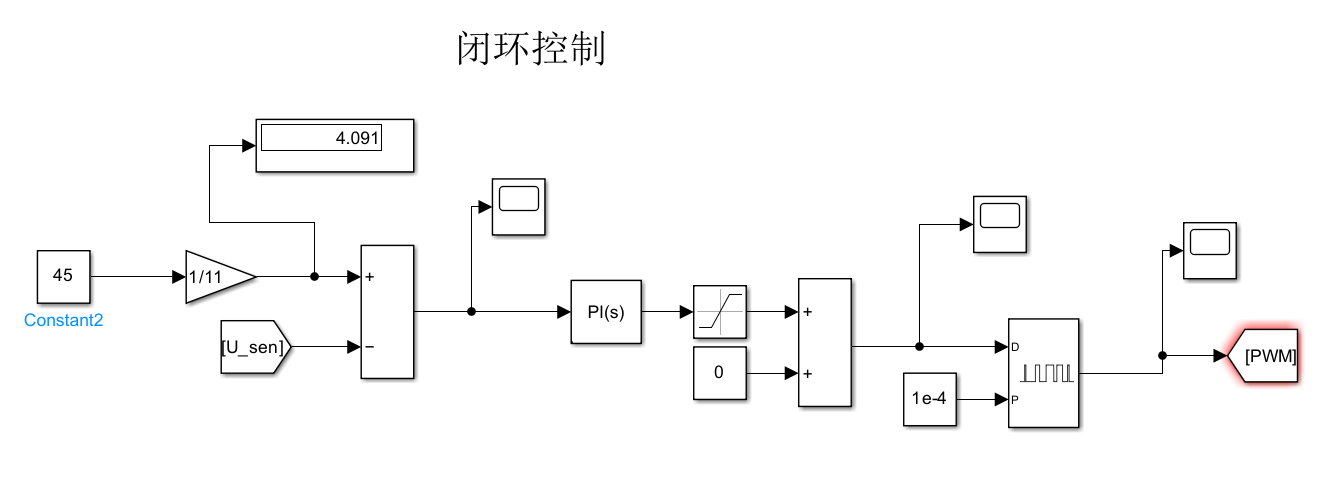 闭环控制
4.091
45
Constant2
1/11
+
[U_sen]
−
PI(s)
+
0
+
1e-4
D
P
[PWM]